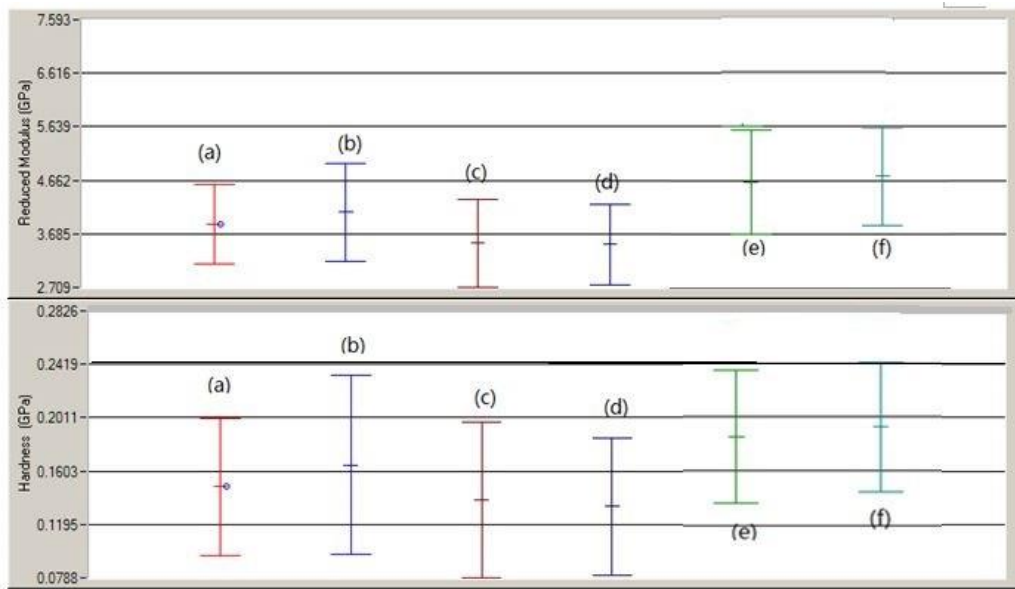 7.593
6.616
5.639
4.662
3.685
2.709
Reduced Modulus (GPa)
(a)
(b)
(c)
(d)
(e)
(f)
0.2826
0.2419
0.2011
0.1603
0.1195
0.0788
Hardness (GPa)
(a)
(b)
(c)
(d)
(e)
(f)